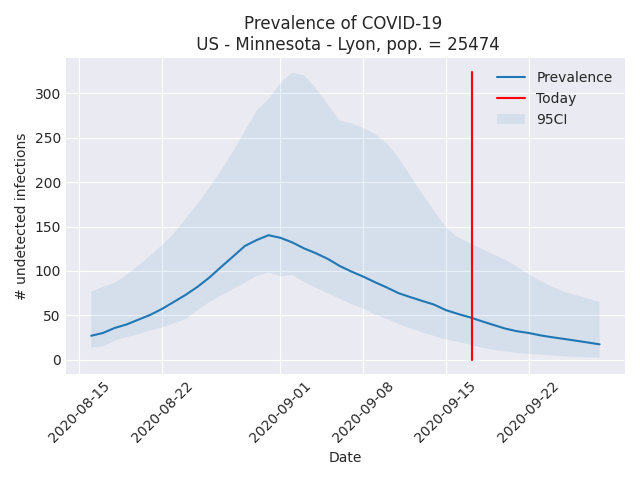 Prevalence of COVID-19
US - Minnesota - Lyon, pop. = 25474
Prevalence
Today
95CI
# undetected infections
300
250
200
150
100
50
0
2020-08-15
2020-08-22
2020-09-01
2020-09-08
2020-09-15
2020-09-22
Date